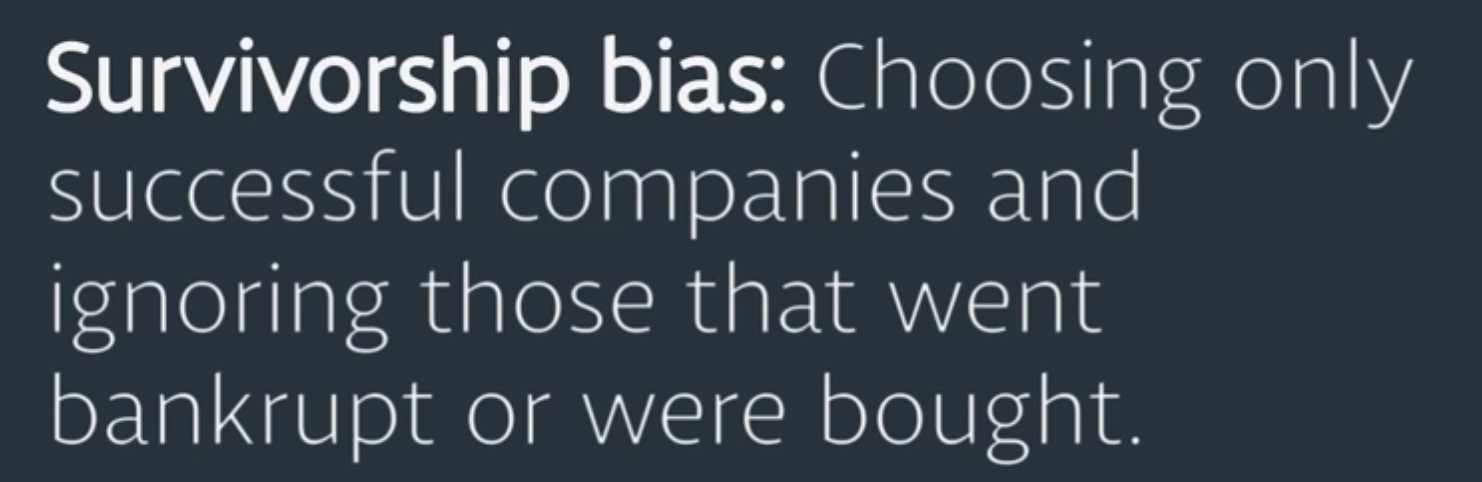 Survivorship bias: Choosing only
successful companies and
ignoring those that went
bankrupt or were bought.